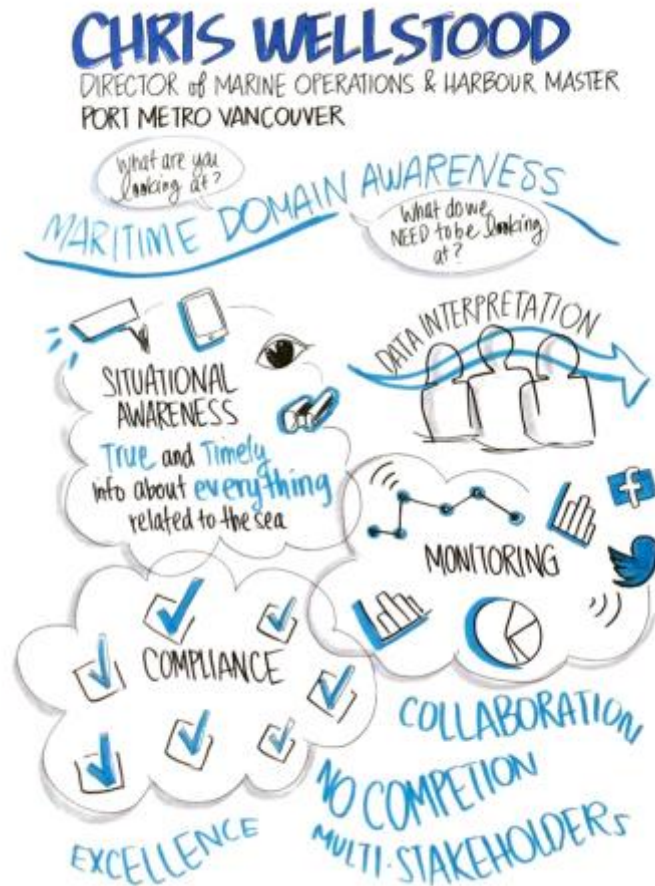 CHRIS WELLSTOOD
DIRECTOR of MARINE OPERATIONS & HARBOUR MASTER
PORT METRO VANCOUVER
What are you
looking at?
MARITIME DOMAIN AWARENESS
What do we
NEED to be looking
at?
SITUATIONAL
AWARENESS
True and Timely
info about everything
related to the sea
DATA INTERPRETATION
MONITORING
COMPLIANCE
COLLABORATION
NO COMPETION
MULTI-STAKEHOLDERS
EXCELLENCE